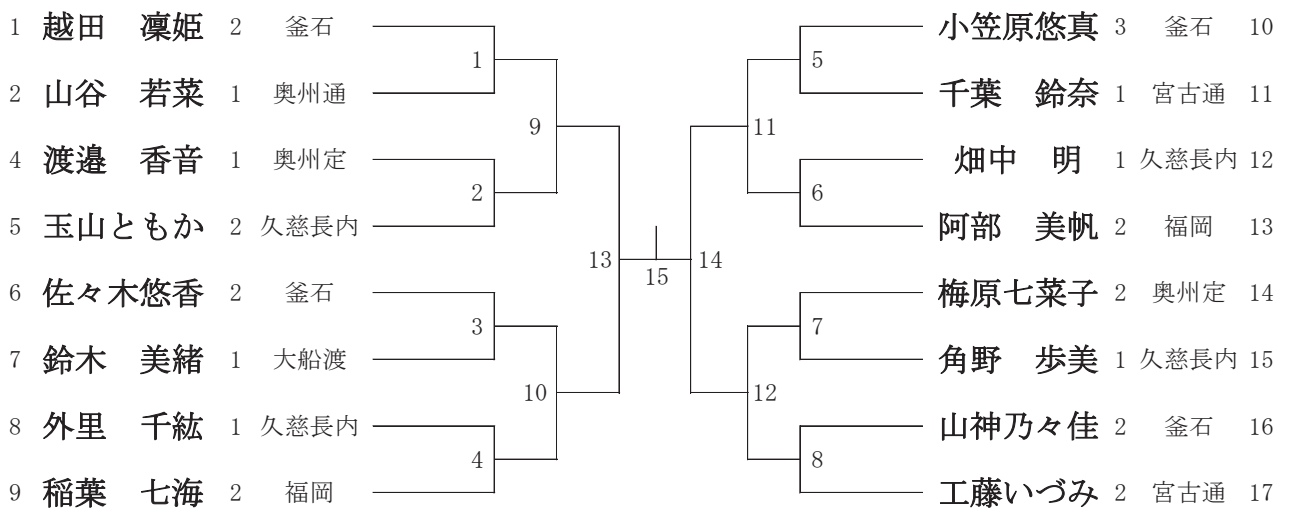 1 越田　凜姫 2 釜石
1
2 山谷　若菜 1 奥州通
9
4 渡邉　香音 1 奥州定
2
5 玉山ともか 2 久慈長内
13
6 佐々木悠香 2 釜石
3
7 鈴木　美緒 1 大船渡
10
8 外里　千紘 1 久慈長内
4
9 稲葉　七海 2 福岡
15
小笠原悠真 3 釜石 10
5
千葉　鈴奈 1 宮古通 11
11
畑中　明 1 久慈長内 12
6
阿部　美帆 2 福岡 13
14
梅原七菜子 2 奥州定 14
7
角野　歩美 1 久慈長内 15
12
山神乃々佳 2 釜石 16
8
工藤いづみ 2 宮古通 17